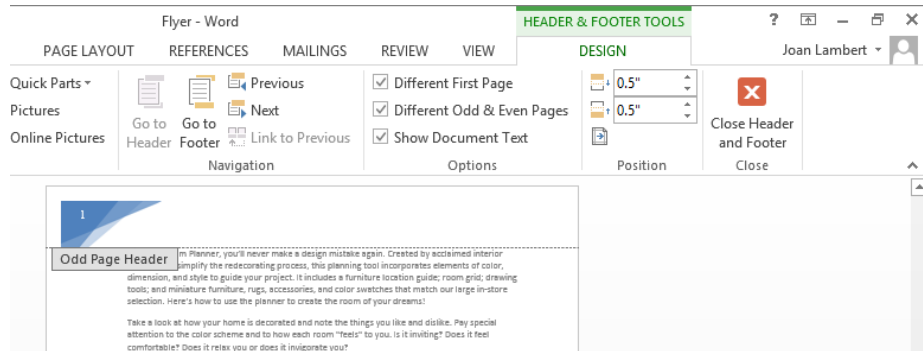 Flyer - Word
HEADER & FOOTER TOOLS
?
PAGE LAYOUT REFERENCES MAILINGS REVIEW VIEW DESIGN
Joan Lambert
Quick Parts
Pictures
Online Pictures
Go to Header
Go to Footer
Previous
Next
Link to Previous
Navigation
Different First Page
Different Odd & Even Pages
Show Document Text
Options
0.5"
0.5"
Position
Close Header and Footer
Close
1
Odd Page Header
m Planner, you'll never make a design mistake again. Created by acclaimed interior
simplify the redecorating process, this planning tool incorporates elements of color,
dimension, and style to guide your project. It includes a furniture location guide; room grid; drawing
tools; and miniature furniture, rugs, accessories, and color swatches that match our large in-store
selection. Here's how to use the planner to create the room of your dreams!
Take a look at how your home is decorated and note the things you like and dislike. Pay special
attention to the color scheme and to how each room "feels" to you. Is it inviting? Does it feel
comfortable? Does it relax you or does it invigorate you?